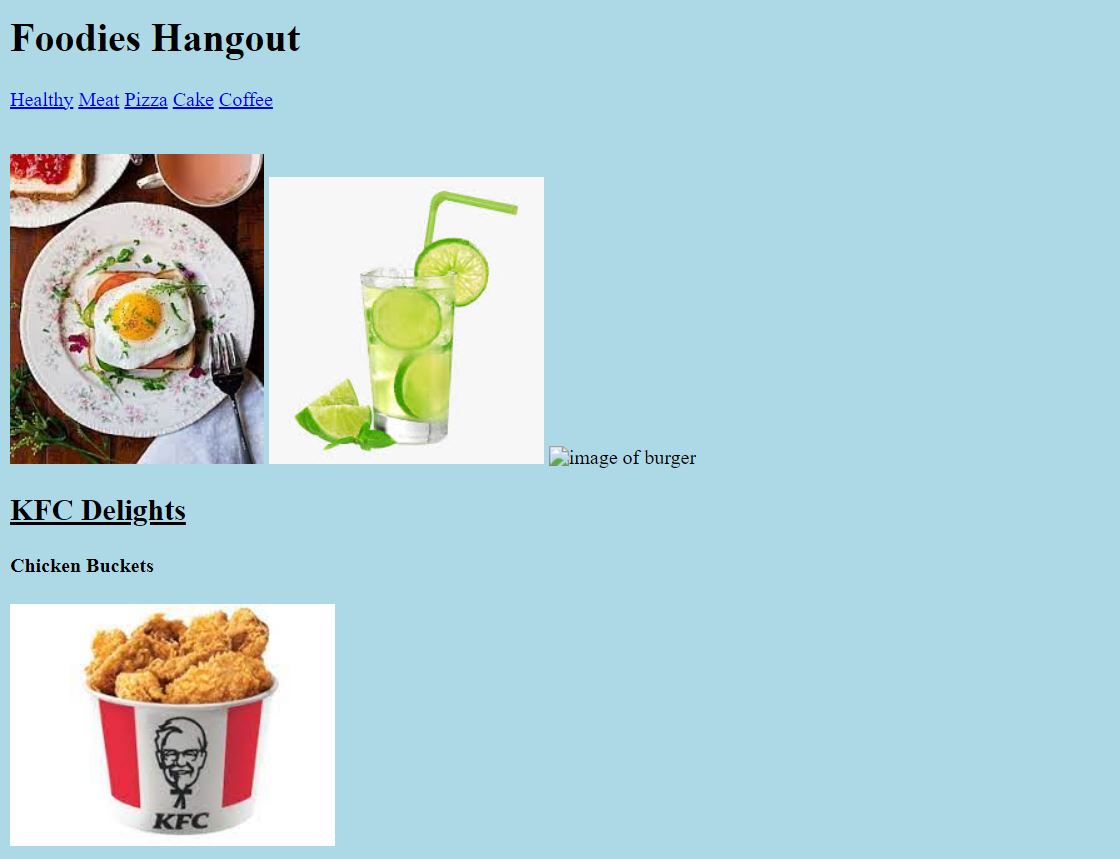 Foodies Hangout
Healthy Meat Pizza Cake Coffee
image of burger
KFC Delights
Chicken Buckets
KFC